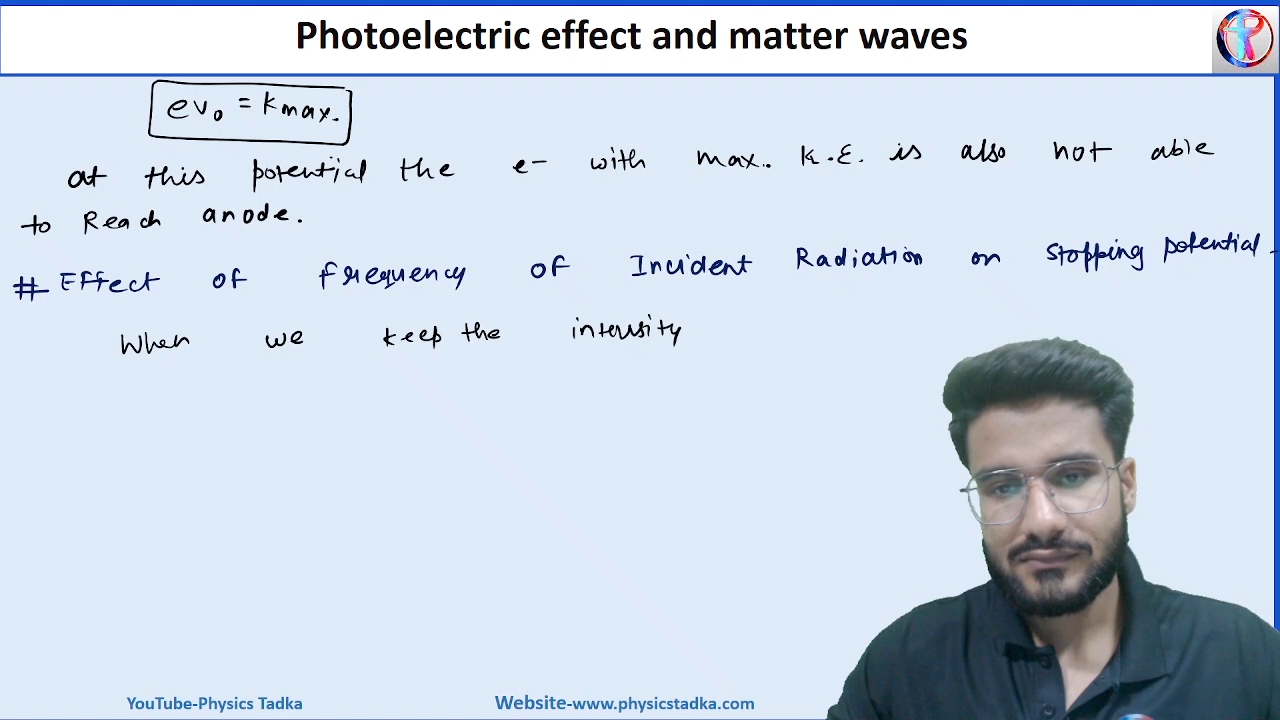 Photoelectric effect and matter waves
eV₀ = Kmax.
at this potential the e- with max. K.E. is also not able
to Reach anode.
# Effect of frequency of Incident Radiation on Stopping potential.
When we keep the intensity
YouTube-Physics Tadka
Website-www.physicstadka.com